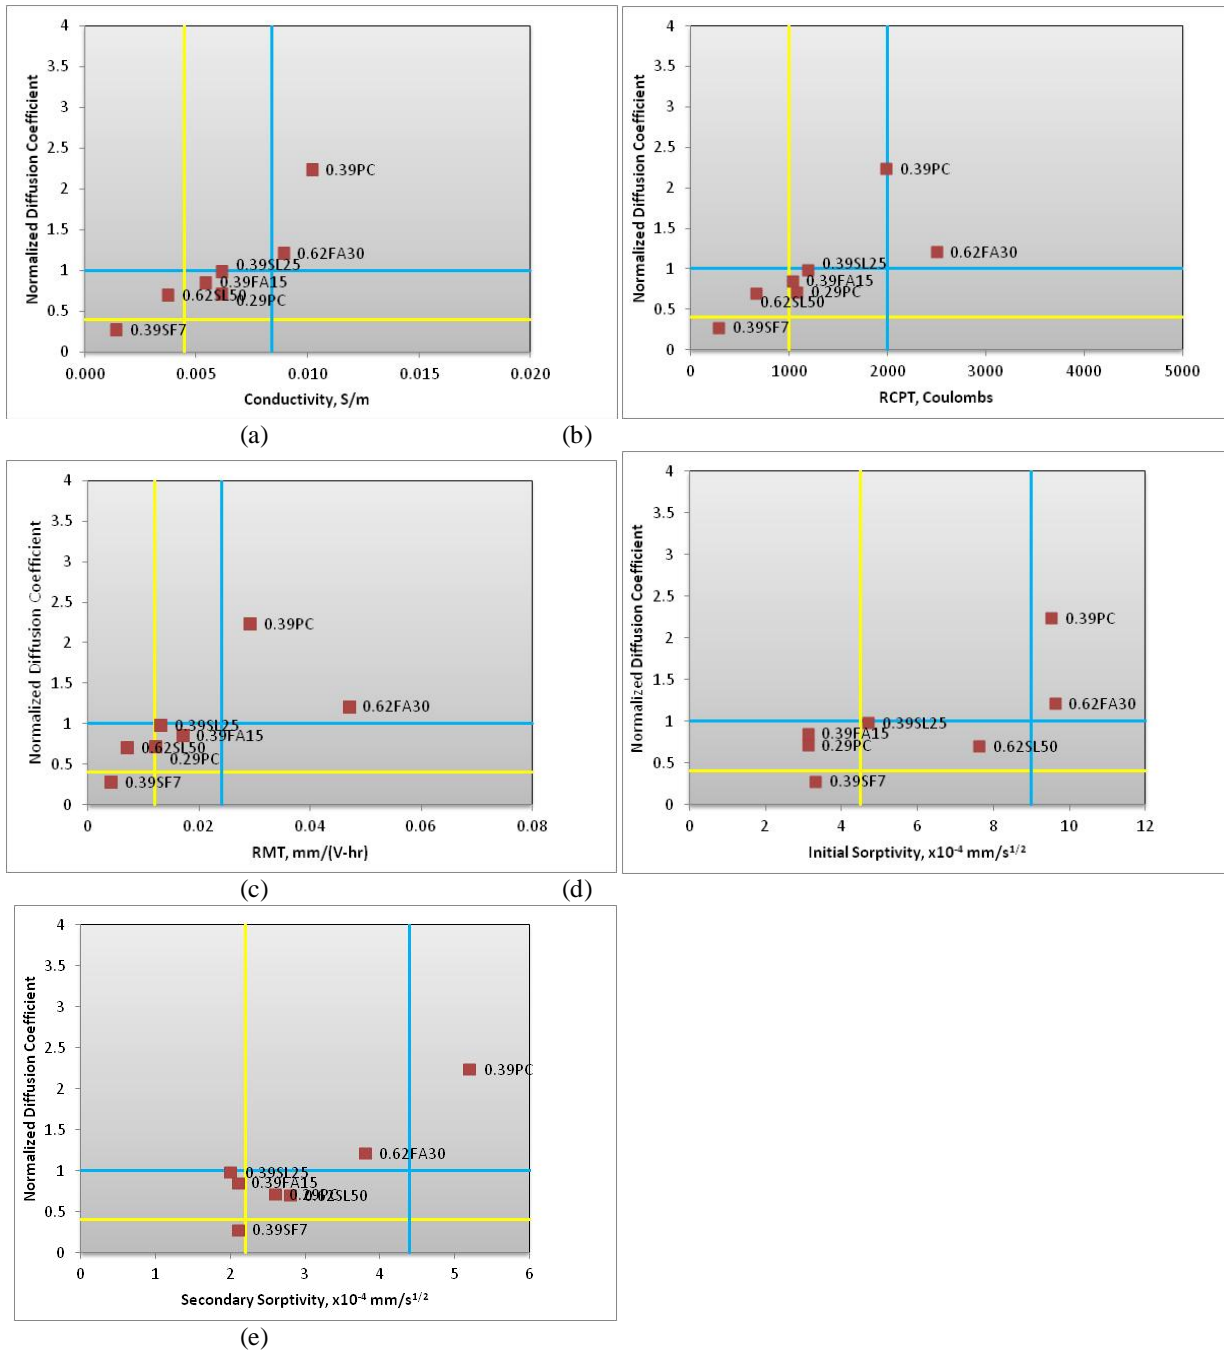 Normalized Diffusion Coefficient
4
3.5
3
2.5
2
1.5
1
0.5
0
0.39PC
0.62FA30
0.39SL25
0.39FA15
0.62SL50
0.29PC
0.39SF7
0.000 0.005 0.010 0.015 0.020
Conductivity, S/m
(a)
Normalized Diffusion Coefficient
4
3.5
3
2.5
2
1.5
1
0.5
0
0.39PC
0.62FA30
0.39SL25
0.39FA15
0.29PC
0.62SL50
0.39SF7
0 1000 2000 3000 4000 5000
RCPT, Coulombs
(b)
Normalized Diffusion Coefficient
4
3.5
3
2.5
2
1.5
1
0.5
0
0.39PC
0.62FA30
0.39SL25
0.39FA15
0.62SL50
0.29PC
0.39SF7
0 0.02 0.04 0.06 0.08
RMT, mm/(V-hr)
(c)
Normalized Diffusion Coefficient
4
3.5
3
2.5
2
1.5
1
0.5
0
0.39PC
0.62FA30
0.39SL25
0.39FA15
0.29PC
0.62SL50
0.39SF7
0 2 4 6 8 10 12
Initial Sorptivity, x10⁻⁴ mm/s¹ᐟ²
(d)
Normalized Diffusion Coefficient
4
3.5
3
2.5
2
1.5
1
0.5
0
0.39PC
0.62FA30
0.39SL25
0.39FA15
0.29PC
0.62SL50
0.39SF7
0 1 2 3 4 5 6
Secondary Sorptivity, x10⁻⁴ mm/s¹ᐟ²
(e)